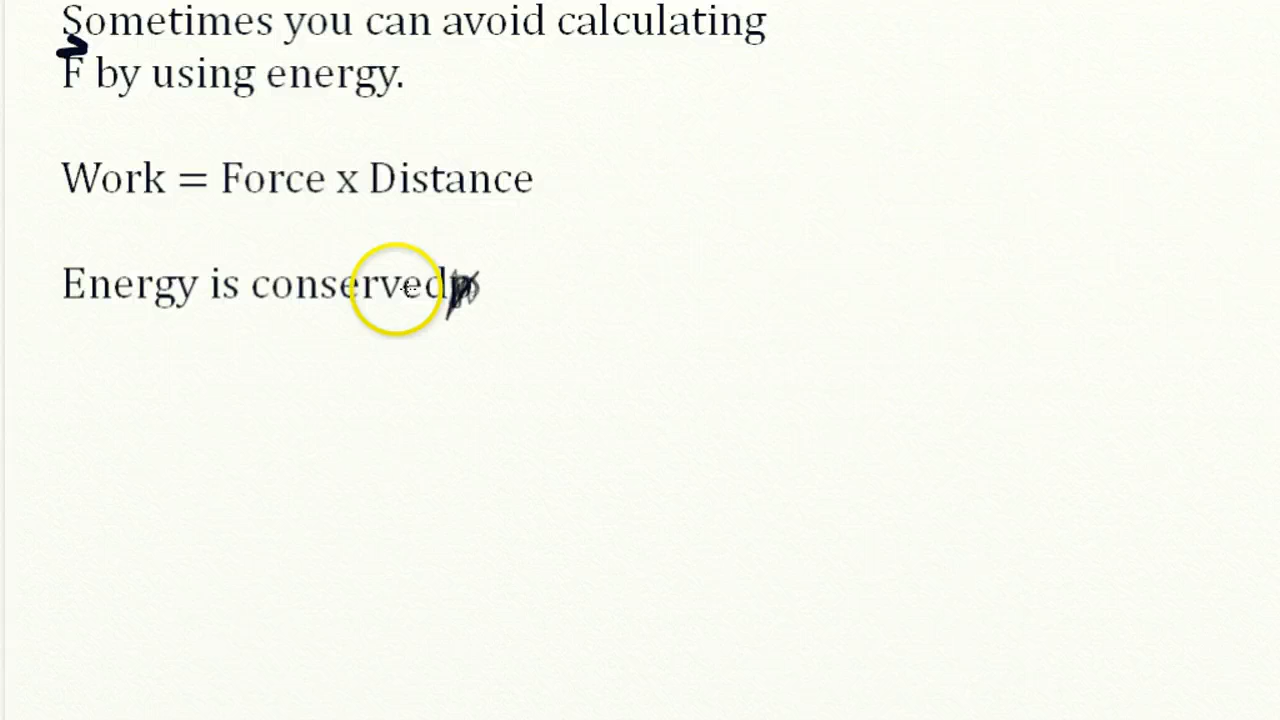 Sometimes you can avoid calculating
F by using energy.
Work = Force x Distance
Energy is conserved